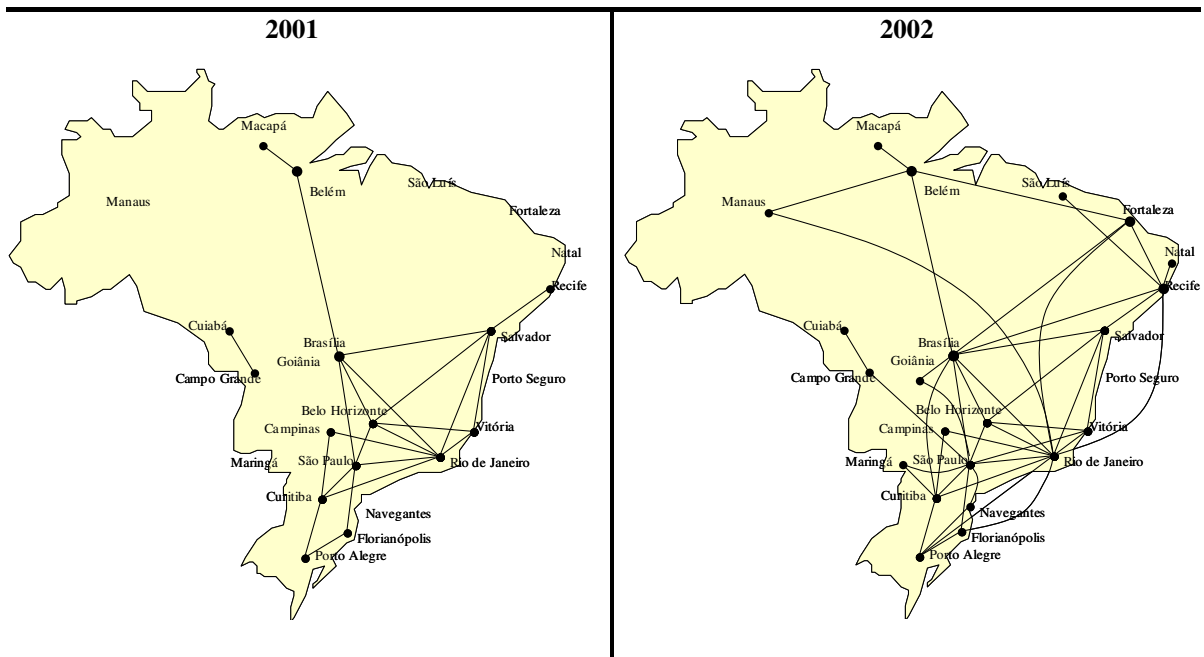 2001
Macapá
Belém
São Luís
Manaus
Fortaleza
Natal
Recife
Cuiabá
Brasília
Salvador
Goiânia
Campo Grande
Porto Seguro
Belo Horizonte
Campinas
Vitória
Maringá
São Paulo
Rio de Janeiro
Curitiba
Navegantes
Florianópolis
Porto Alegre
2002
Macapá
Belém
São Luís
Manaus
Fortaleza
Natal
Recife
Cuiabá
Brasília
Salvador
Goiânia
Campo Grande
Porto Seguro
Belo Horizonte
Campinas
Vitória
Maringá
São Paulo
Rio de Janeiro
Curitiba
Navegantes
Florianópolis
Porto Alegre